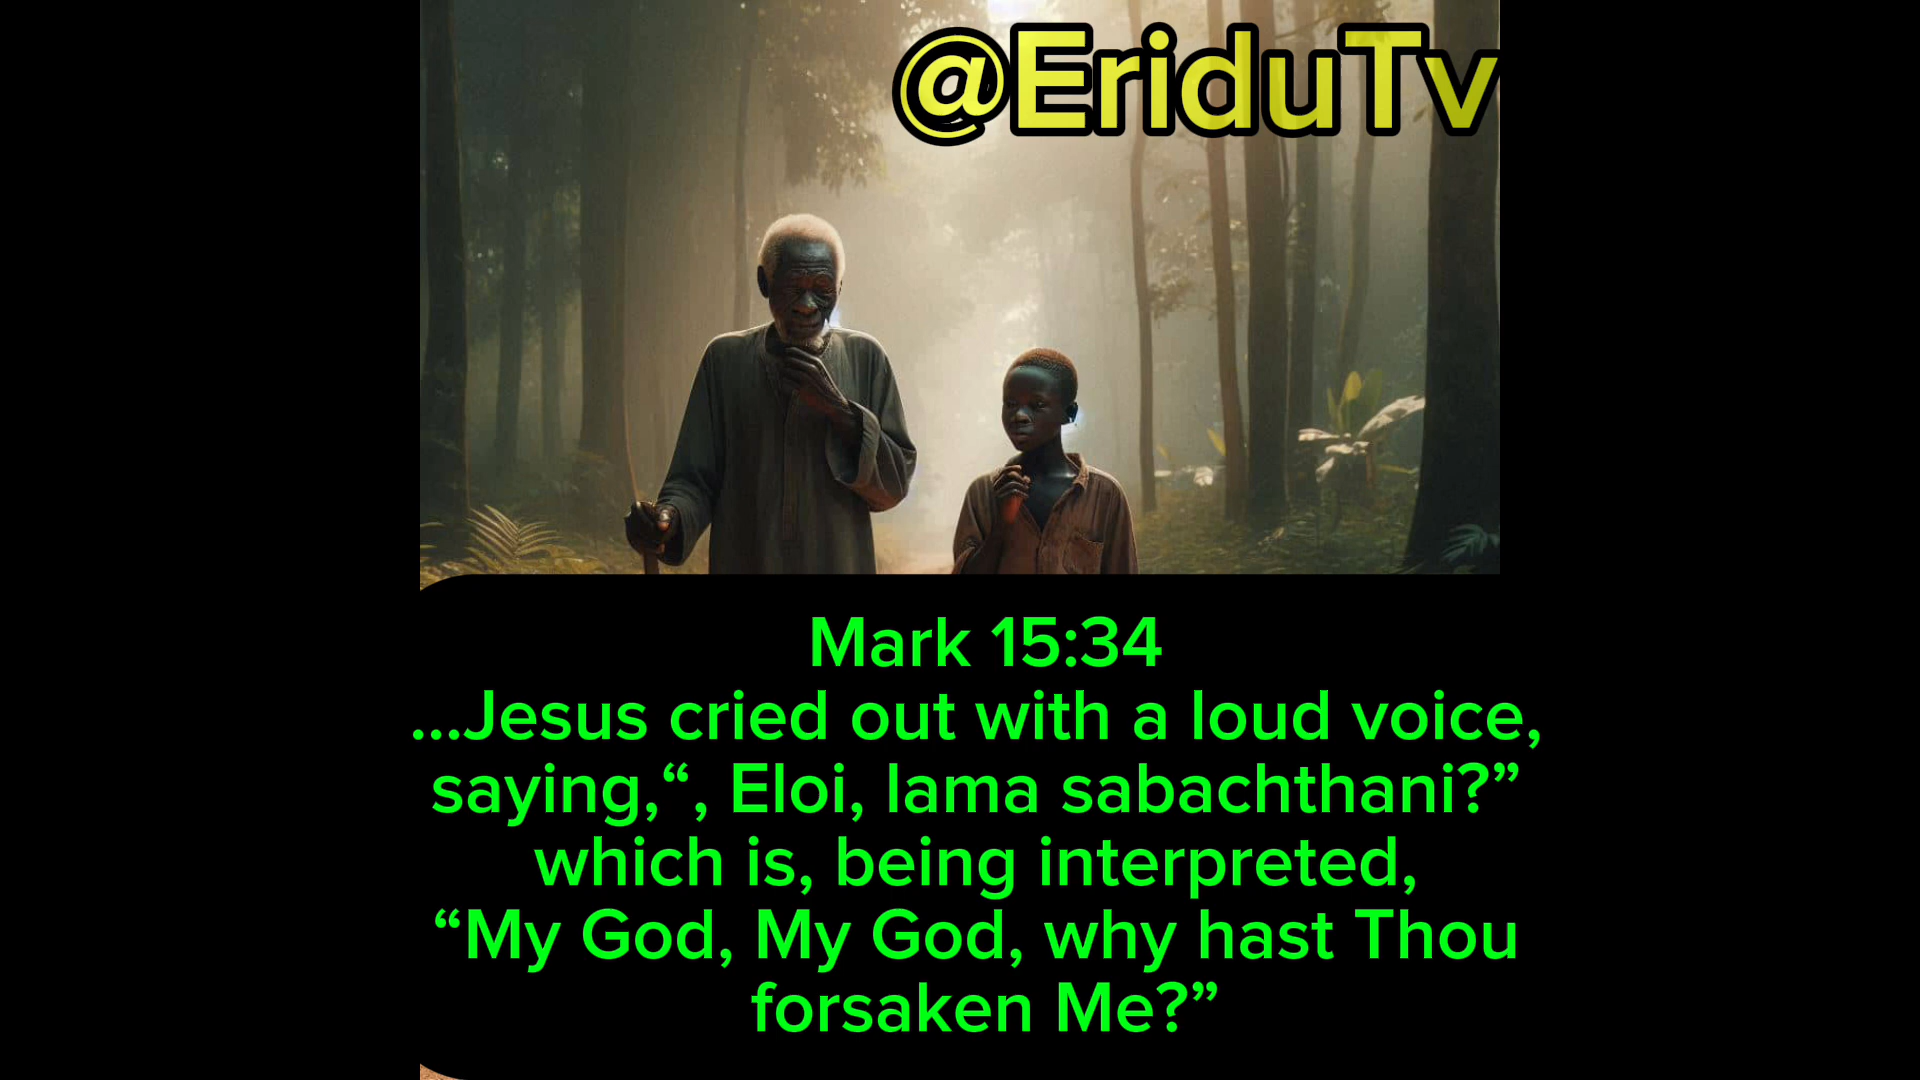 @EriduTv
Mark 15:34
...Jesus cried out with a loud voice,
saying,“, Eloi, lama sabachthani?”
which is, being interpreted,
“My God, My God, why hast Thou
forsaken Me?”